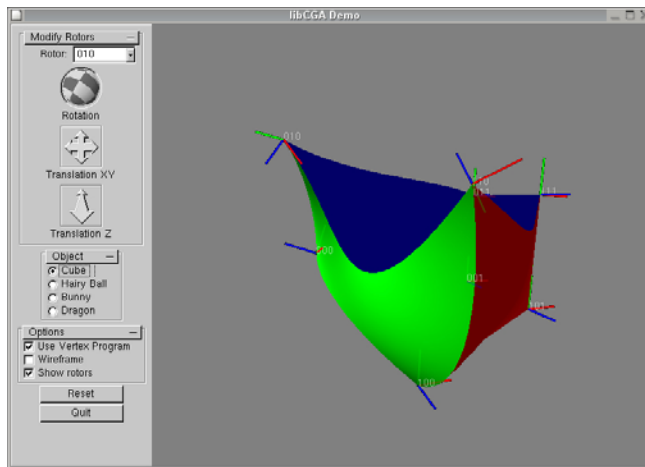 libCGA Demo
Modify Rotors
Rotor: 010
Rotation
Translation XY
Translation Z
Object
Cube
Hairy Ball
Bunny
Dragon
Options
Use Vertex Program
Wireframe
Show rotors
Reset
Quit
010
001
101
100